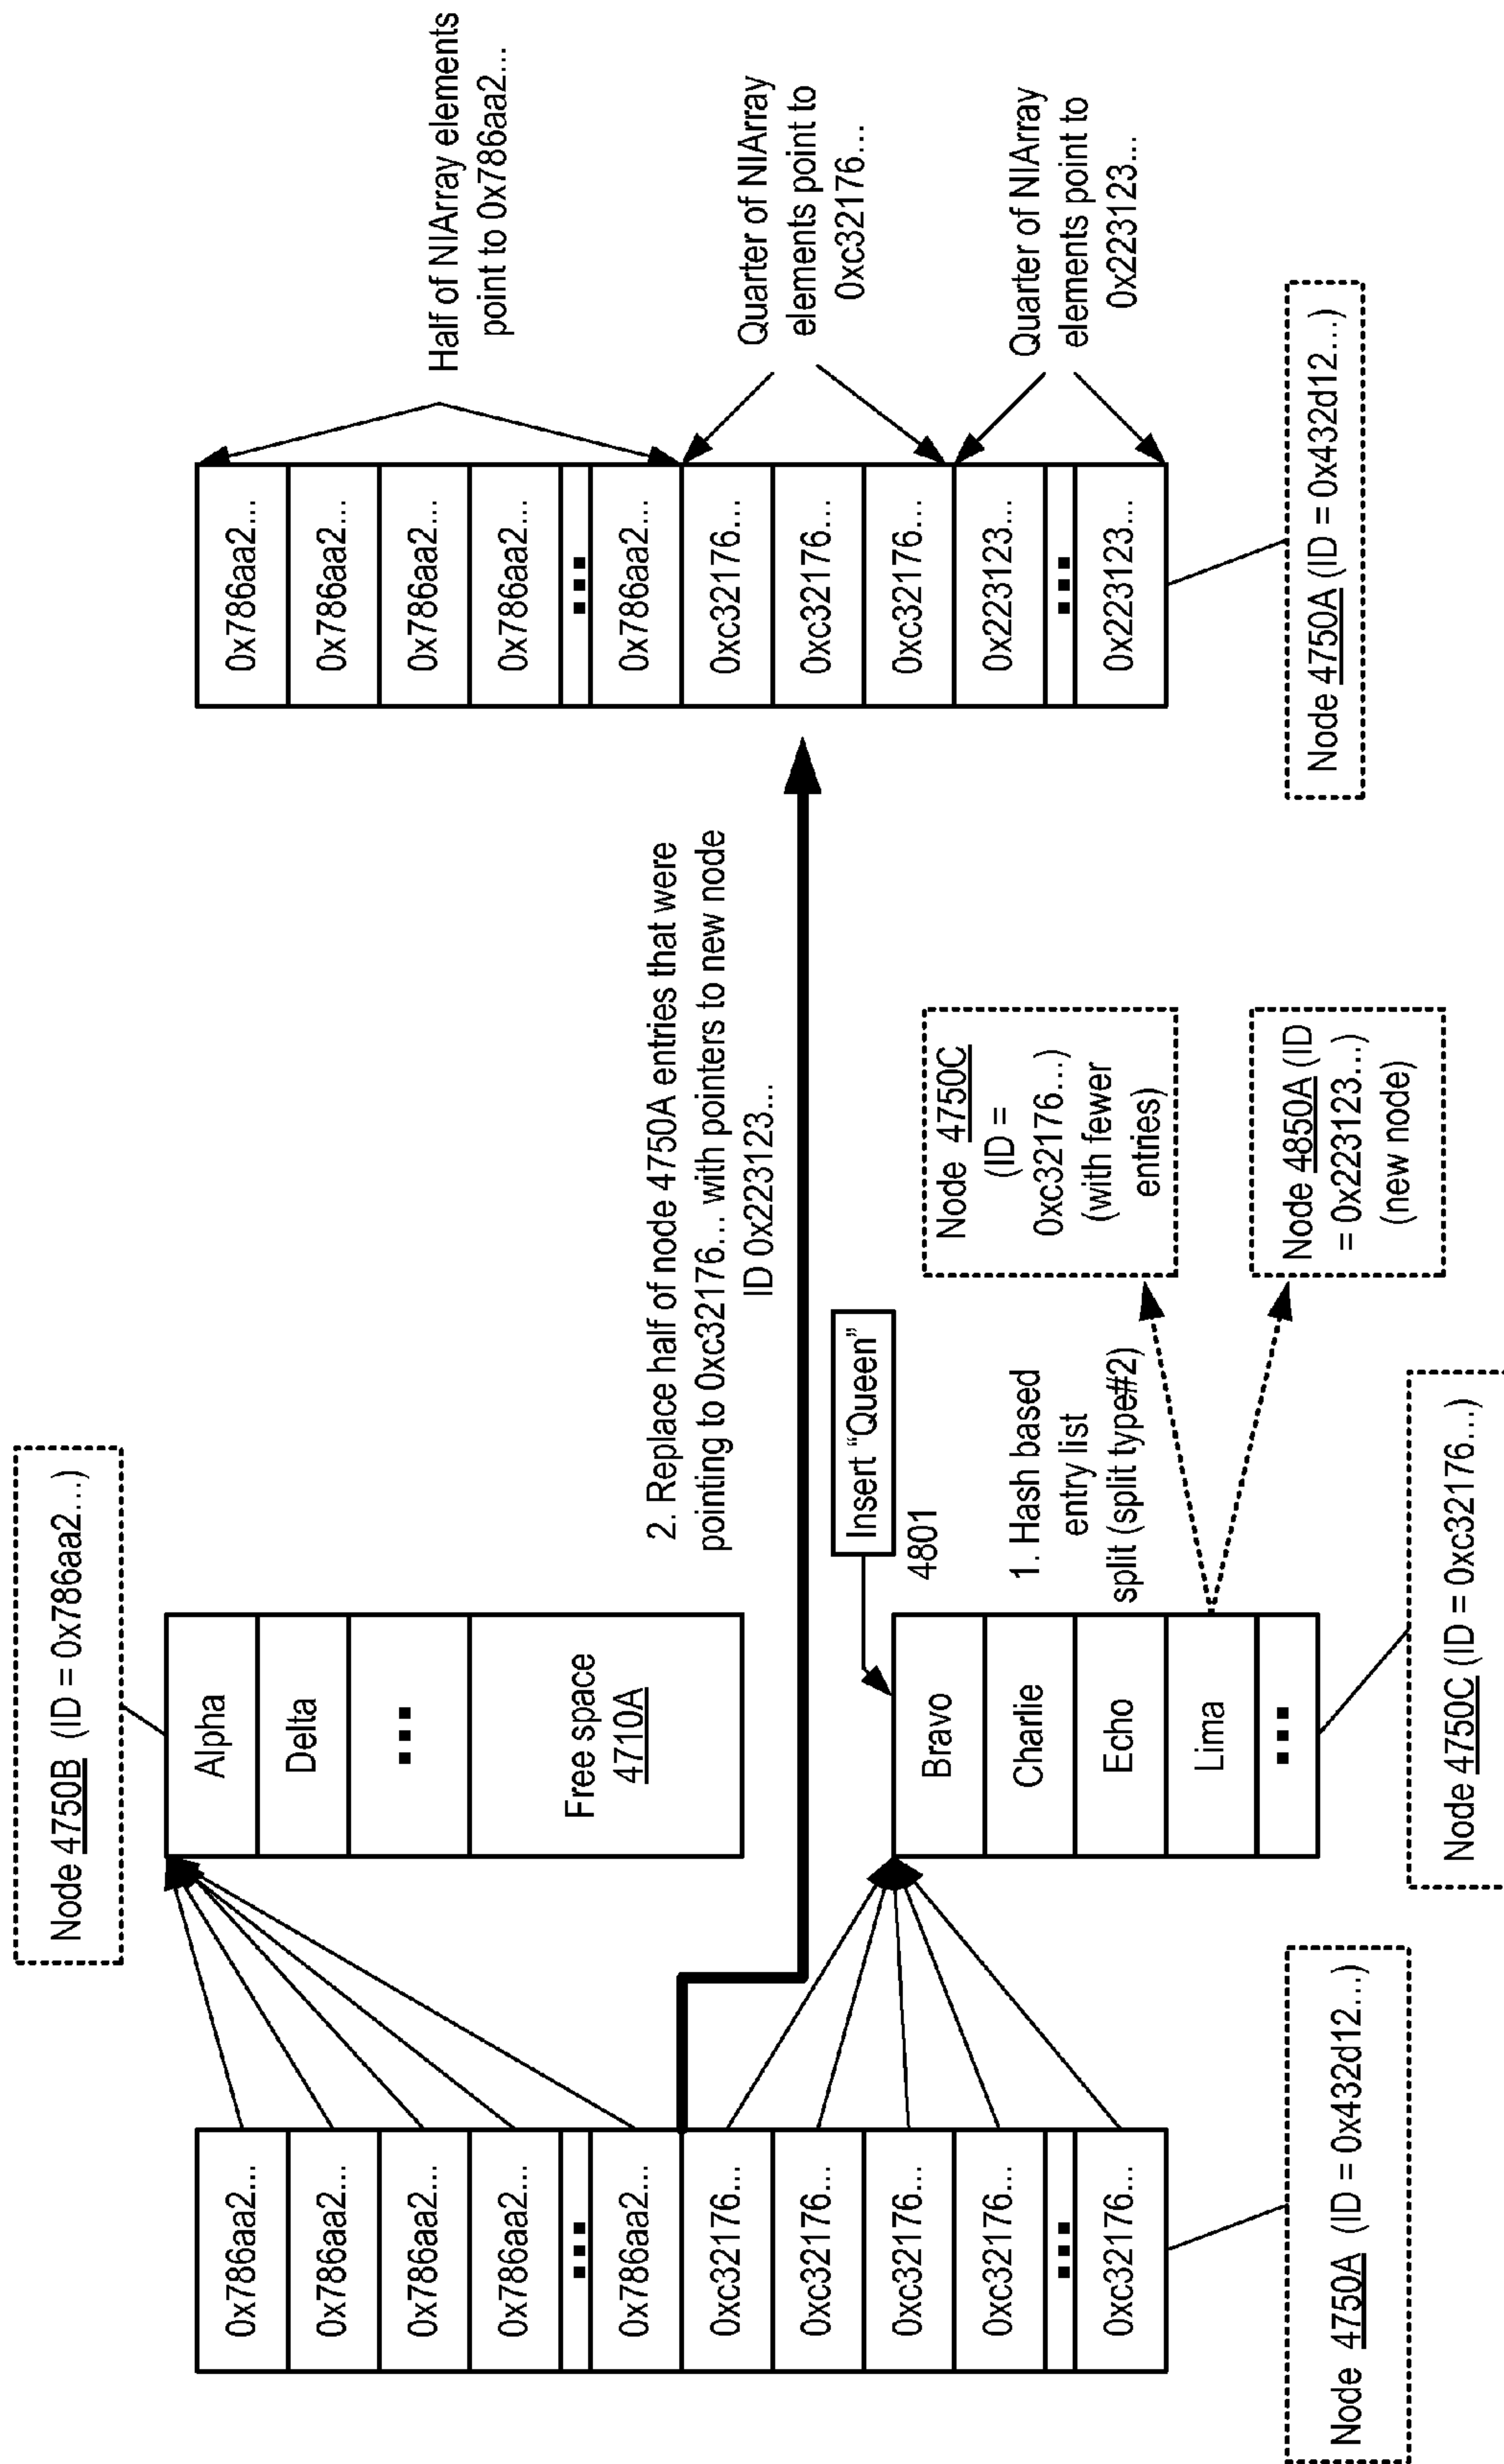 Node 4750B (ID = 0x786aa2...)
0x786aa2...
0x786aa2...
0x786aa2...
0x786aa2...
...
0x786aa2...
0xc32176...
0xc32176...
0xc32176...
0xc32176...
...
0xc32176...
Node 4750A (ID = 0x432d12...)
Alpha
Delta
...
Free space
4710A
Bravo
Charlie
Echo
Lima
...
Node 4750C (ID = 0xc32176...)
Insert “Queen”
4801
1. Hash based
entry list
split (split type#2)
2. Replace half of node 4750A entries that were
pointing to 0xc32176... with pointers to new node
ID 0x223123...
Node 4750C
(ID =
0xc32176...)
(with fewer
entries)
Node 4850A (ID
= 0x223123...)
(new node)
0x786aa2...
0x786aa2...
0x786aa2...
0x786aa2...
...
0x786aa2...
0xc32176...
0xc32176...
0xc32176...
0x223123...
...
0x223123...
Node 4750A (ID = 0x432d12...)
Half of NIArray elements
point to 0x786aa2...
Quarter of NIArray
elements point to
0xc32176...
Quarter of NIArray
elements point to
0x223123...